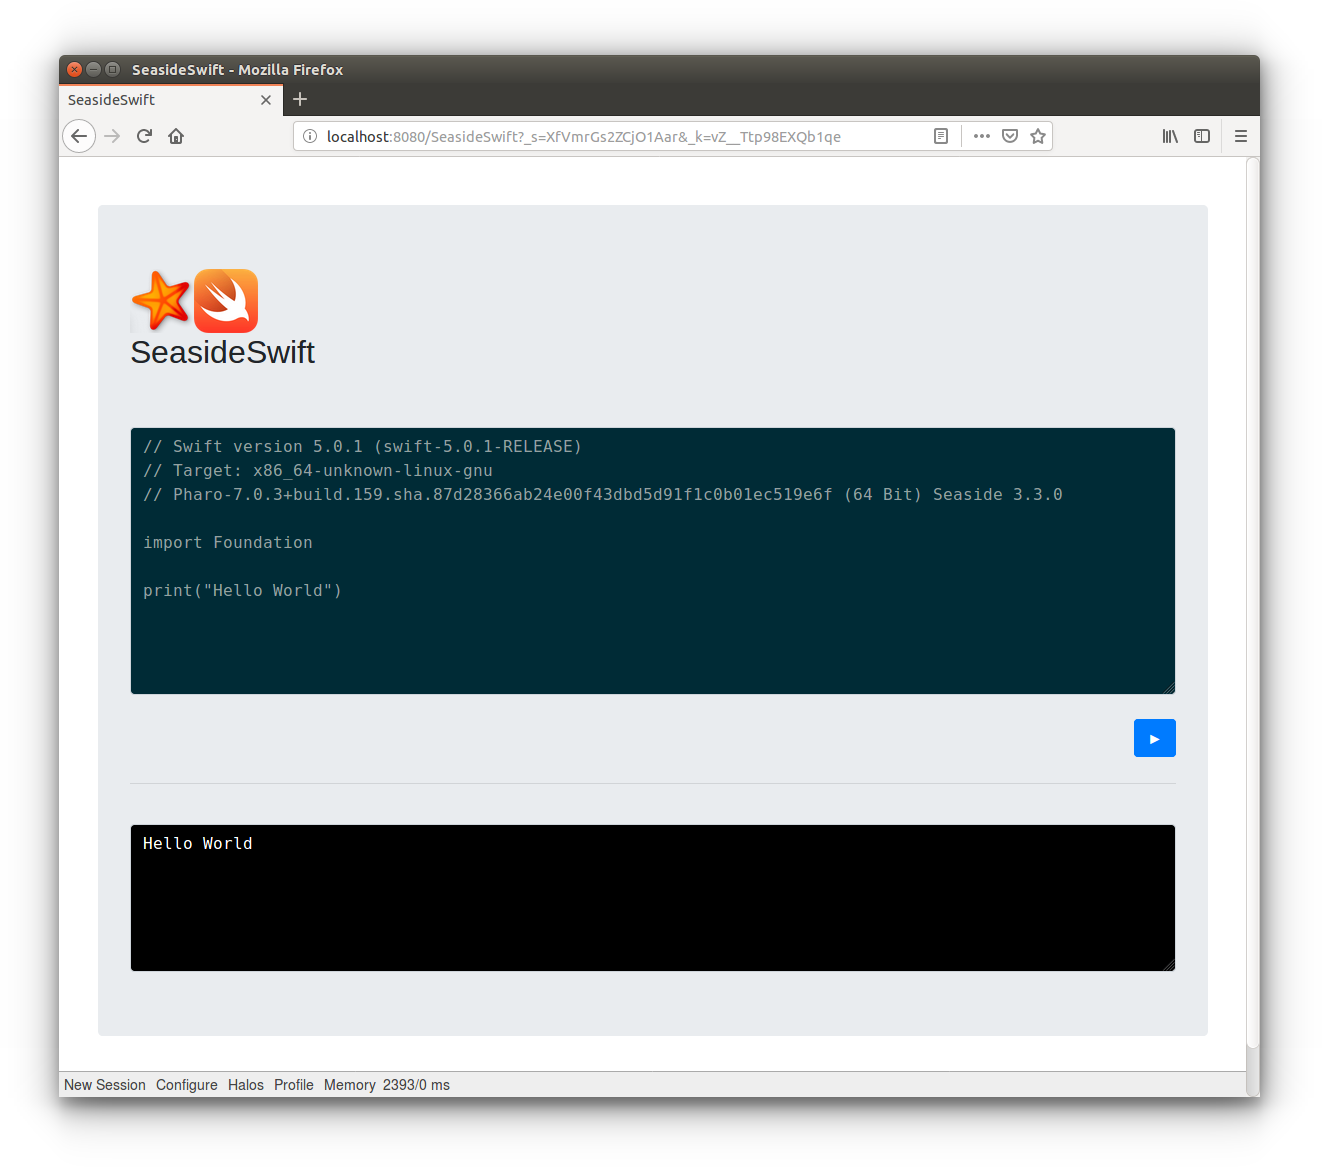 SeasideSwift - Mozilla Firefox
SeasideSwift
localhost:8080/SeasideSwift?_s=XfVmrGs2ZCjO1Aar&_k=vZ__Ttp98EXQb1qe
SeasideSwift
// Swift version 5.0.1 (swift-5.0.1-RELEASE)
// Target: x86_64-unknown-linux-gnu
// Pharo-7.0.3+build.159.sha.87d28366ab24e00f43dbd5d91f1c0b01ec519e6f (64 Bit) Seaside 3.3.0
import Foundation
print("Hello World")
Hello World
New Session Configure Halos Profile Memory 2393/0 ms